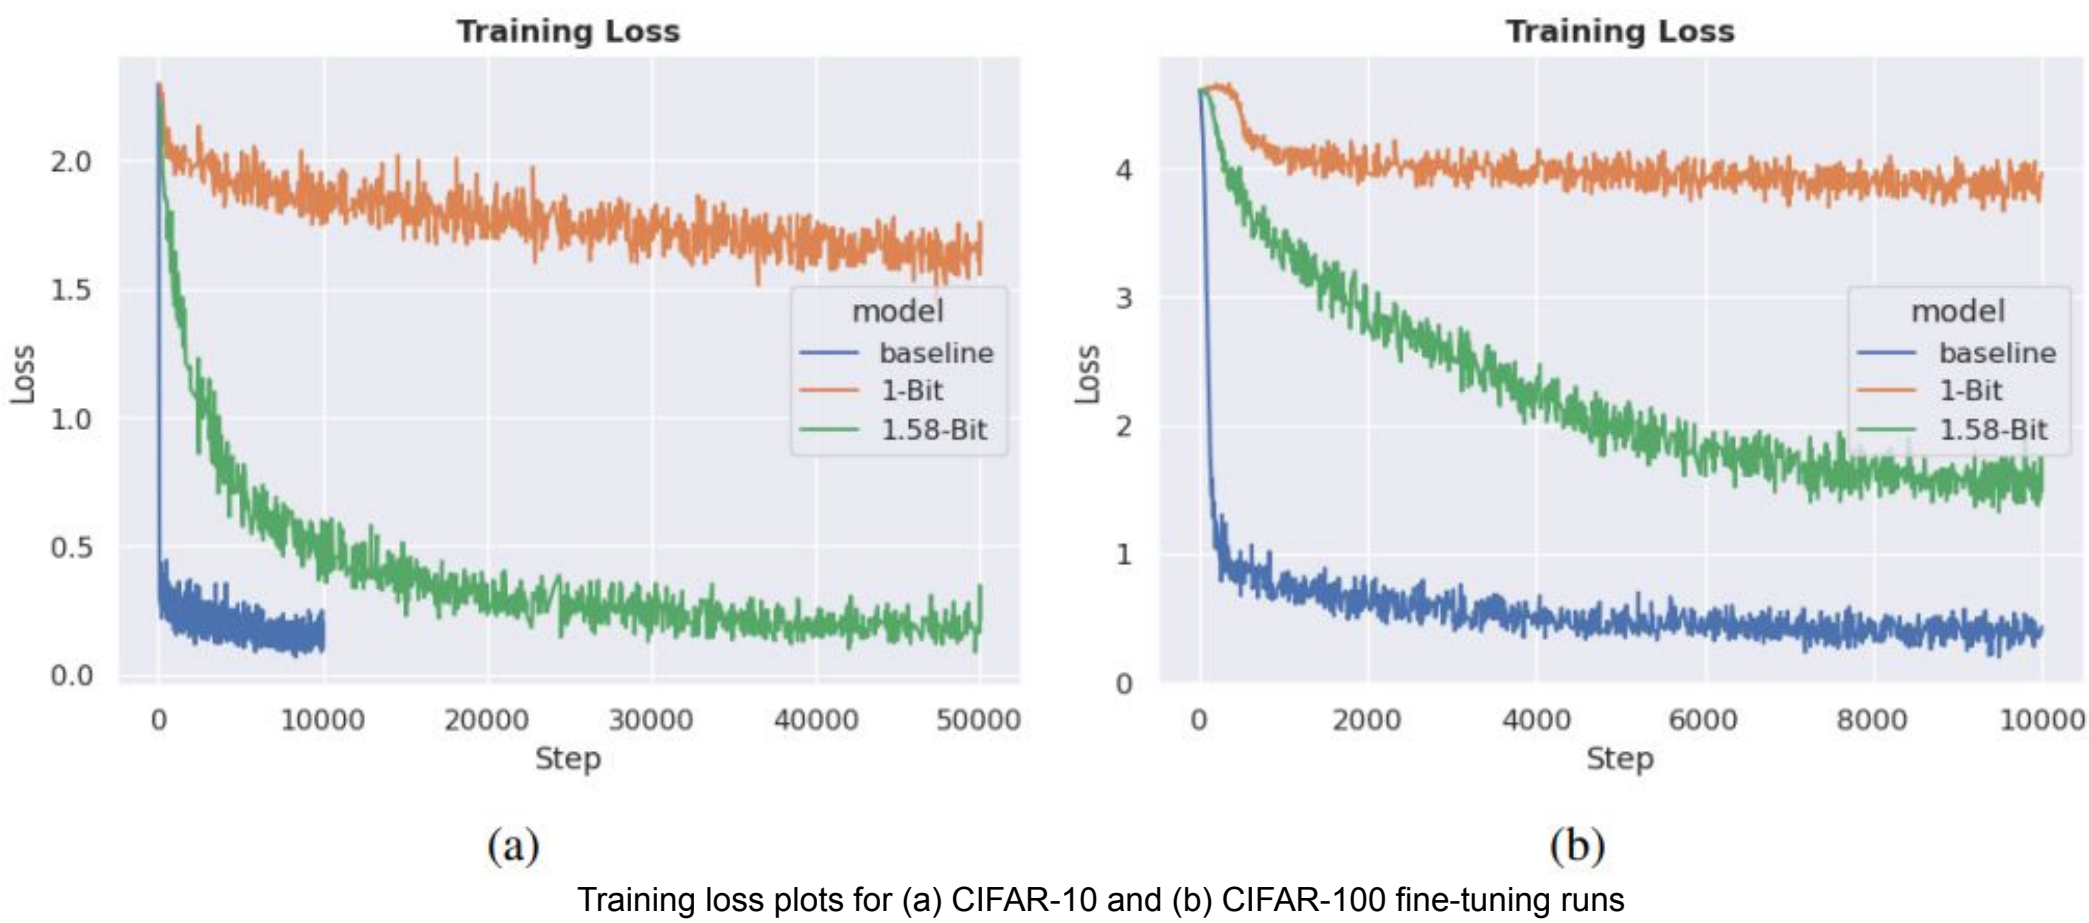 Training Loss
2.0
1.5
1.0
0.5
0.0
Loss
0 10000 20000 30000 40000 50000
Step
model
baseline
1-Bit
1.58-Bit
(a)
Training Loss
4
3
2
1
0
Loss
0 2000 4000 6000 8000 10000
Step
model
baseline
1-Bit
1.58-Bit
(b)
Training loss plots for (a) CIFAR-10 and (b) CIFAR-100 fine-tuning runs